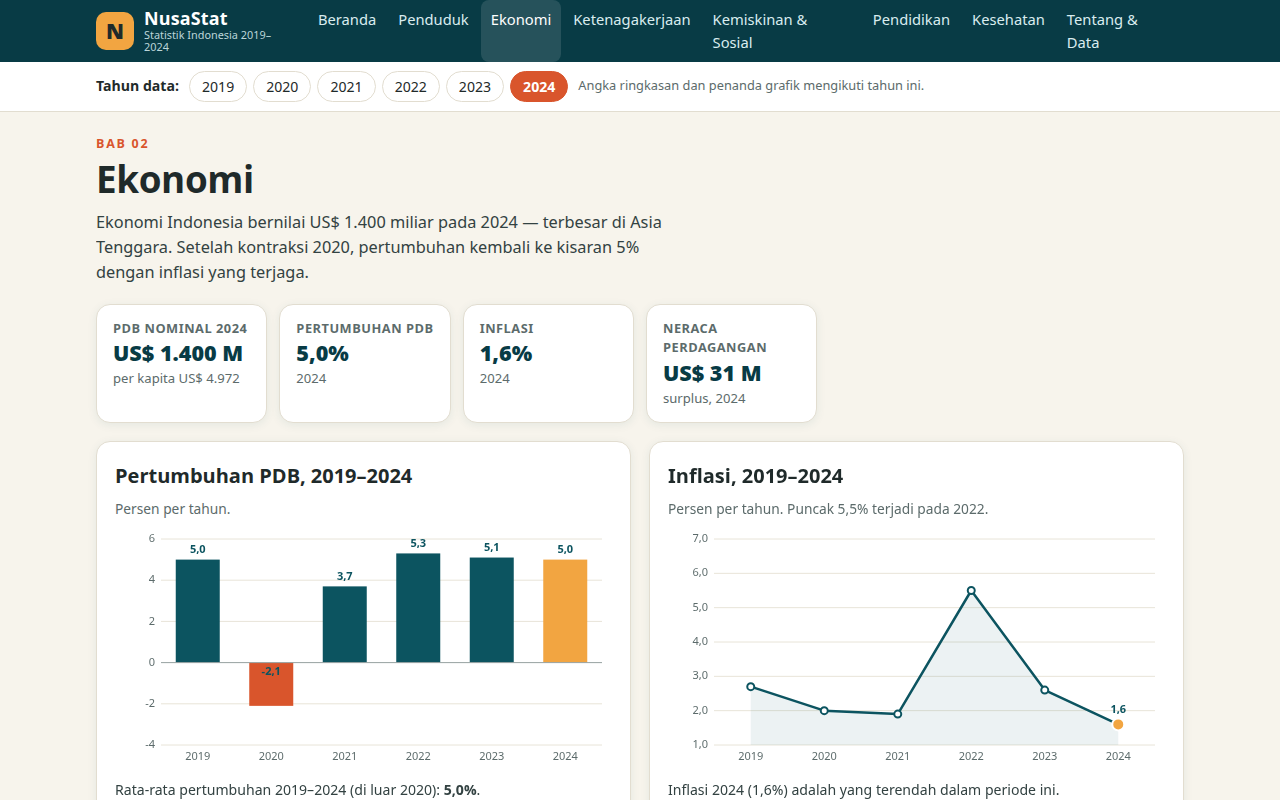 N
NusaStat
Statistik Indonesia 2019–
2024
Beranda
Penduduk
Ekonomi
Ketenagakerjaan
Kemiskinan &
Sosial
Pendidikan
Kesehatan
Tentang &
Data
Tahun data:
2019
2020
2021
2022
2023
2024
Angka ringkasan dan penanda grafik mengikuti tahun ini.
BAB 02
Ekonomi
Ekonomi Indonesia bernilai US$ 1.400 miliar pada 2024 — terbesar di Asia
Tenggara. Setelah kontraksi 2020, pertumbuhan kembali ke kisaran 5%
dengan inflasi yang terjaga.
PDB NOMINAL 2024
US$ 1.400 M
per kapita US$ 4.972
PERTUMBUHAN PDB
5,0%
2024
INFLASI
1,6%
2024
NERACA
PERDAGANGAN
US$ 31 M
surplus, 2024
Pertumbuhan PDB, 2019–2024
Persen per tahun.
6
4
2
0
-2
-4
5,0
-2,1
3,7
5,3
5,1
5,0
2019
2020
2021
2022
2023
2024
Rata-rata pertumbuhan 2019–2024 (di luar 2020): 5,0%.
Inflasi, 2019–2024
Persen per tahun. Puncak 5,5% terjadi pada 2022.
7,0
6,0
5,0
4,0
3,0
2,0
1,0
1,6
2019
2020
2021
2022
2023
2024
Inflasi 2024 (1,6%) adalah yang terendah dalam periode ini.